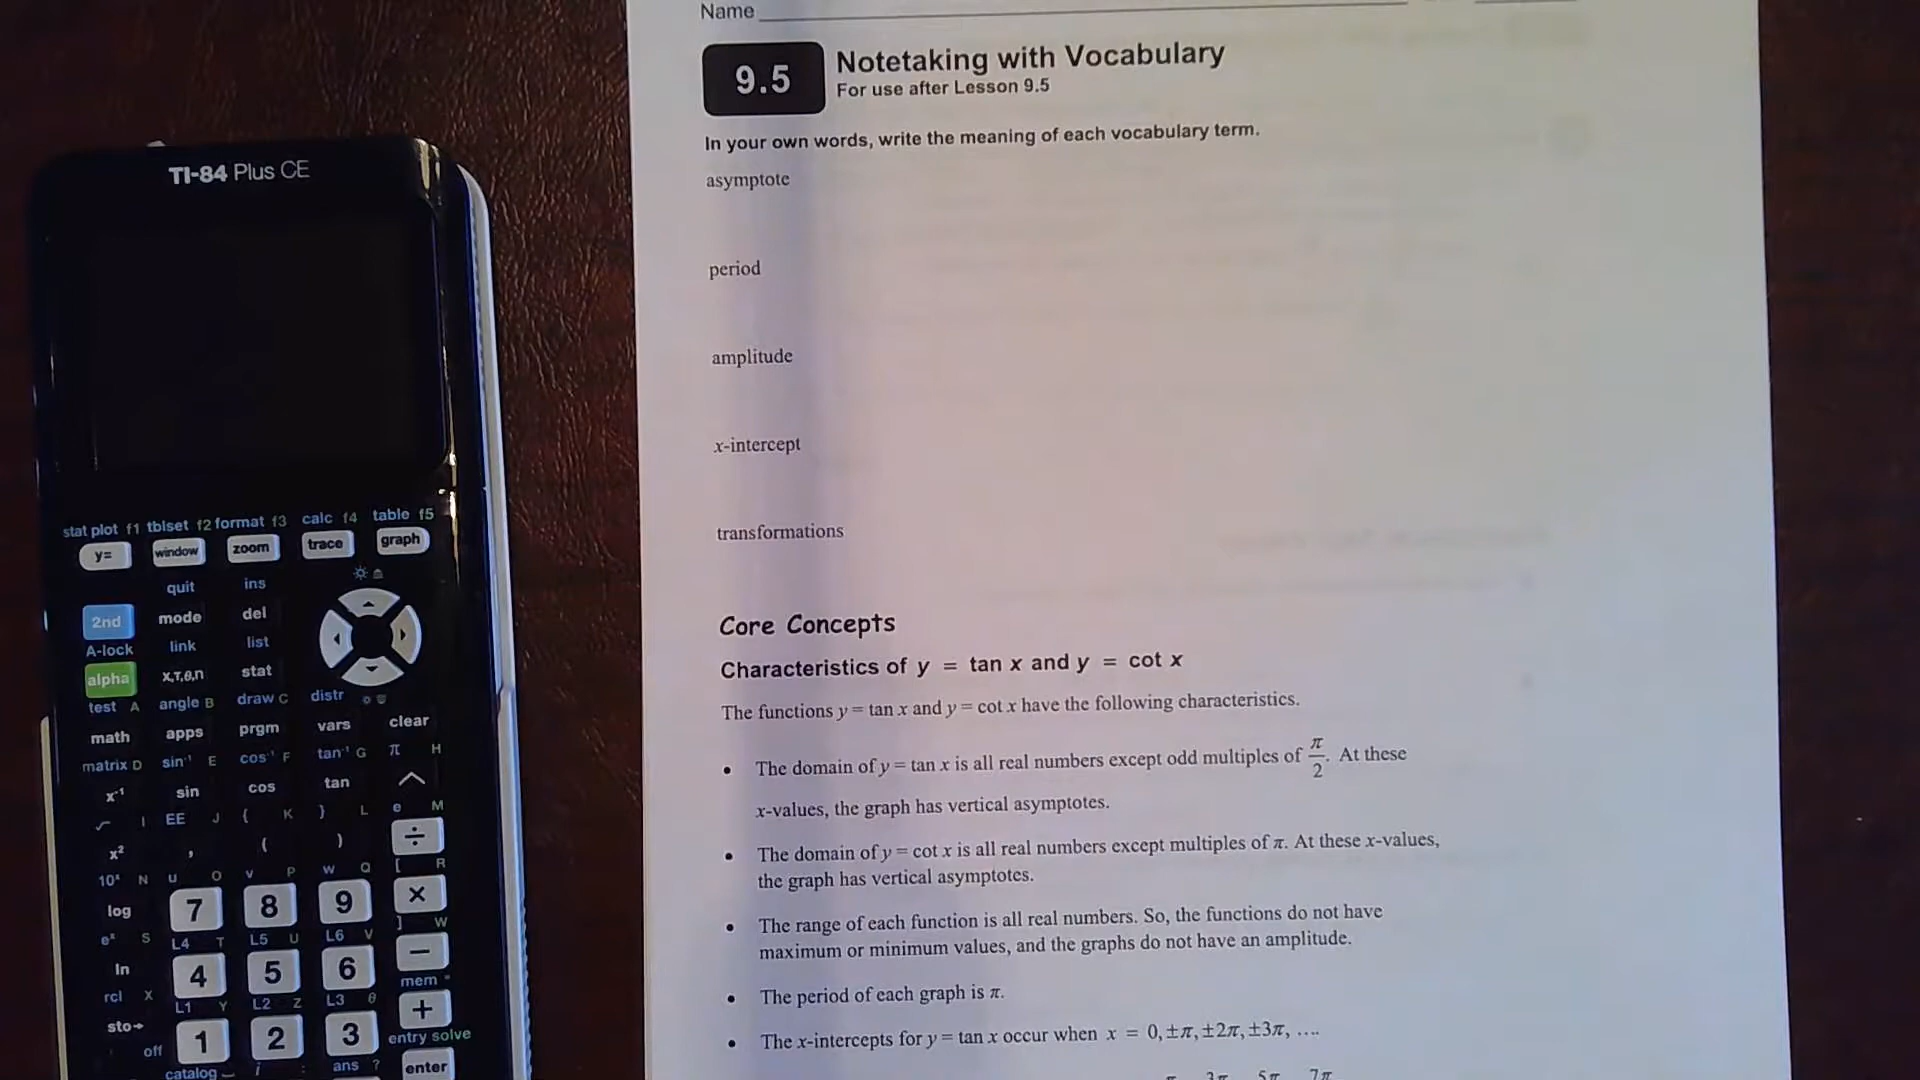 Name
9.5
Notetaking with Vocabulary
For use after Lesson 9.5
In your own words, write the meaning of each vocabulary term.
asymptote
period
amplitude
x-intercept
transformations
Core Concepts
Characteristics of y = tan x and y = cot x
The functions y = tan x and y = cot x have the following characteristics.
• The domain of y = tan x is all real numbers except odd multiples of π/2. At these
x-values, the graph has vertical asymptotes.
• The domain of y = cot x is all real numbers except multiples of π. At these x-values,
the graph has vertical asymptotes.
• The range of each function is all real numbers. So, the functions do not have
maximum or minimum values, and the graphs do not have an amplitude.
• The period of each graph is π.
• The x-intercepts for y = tan x occur when x = 0, ±π, ±2π, ±3π, ....
π 3π 5π 7π
TI-84 Plus CE
stat plot f1 tblset f2 format f3 calc f4 table f5
y= window zoom trace graph
quit ins
2nd mode del
A-lock link list
alpha X,T,θ,n stat
test A angle B draw C distr
math apps prgm vars clear
matrix D sin⁻¹ E cos⁻¹ F tan⁻¹ G π H
x⁻¹ sin cos tan ^
√ I EE J { K } L e M
x² , ( ) ÷
10ˣ N u O v P w Q [ R
log 7 8 9 ×
eˣ S L4 T L5 U L6 V ] W
ln 4 5 6 −
rcl X L1 Y L2 Z L3 θ mem "
sto→ 1 2 3 +
off catalog _ i : ans ? entry solve
enter